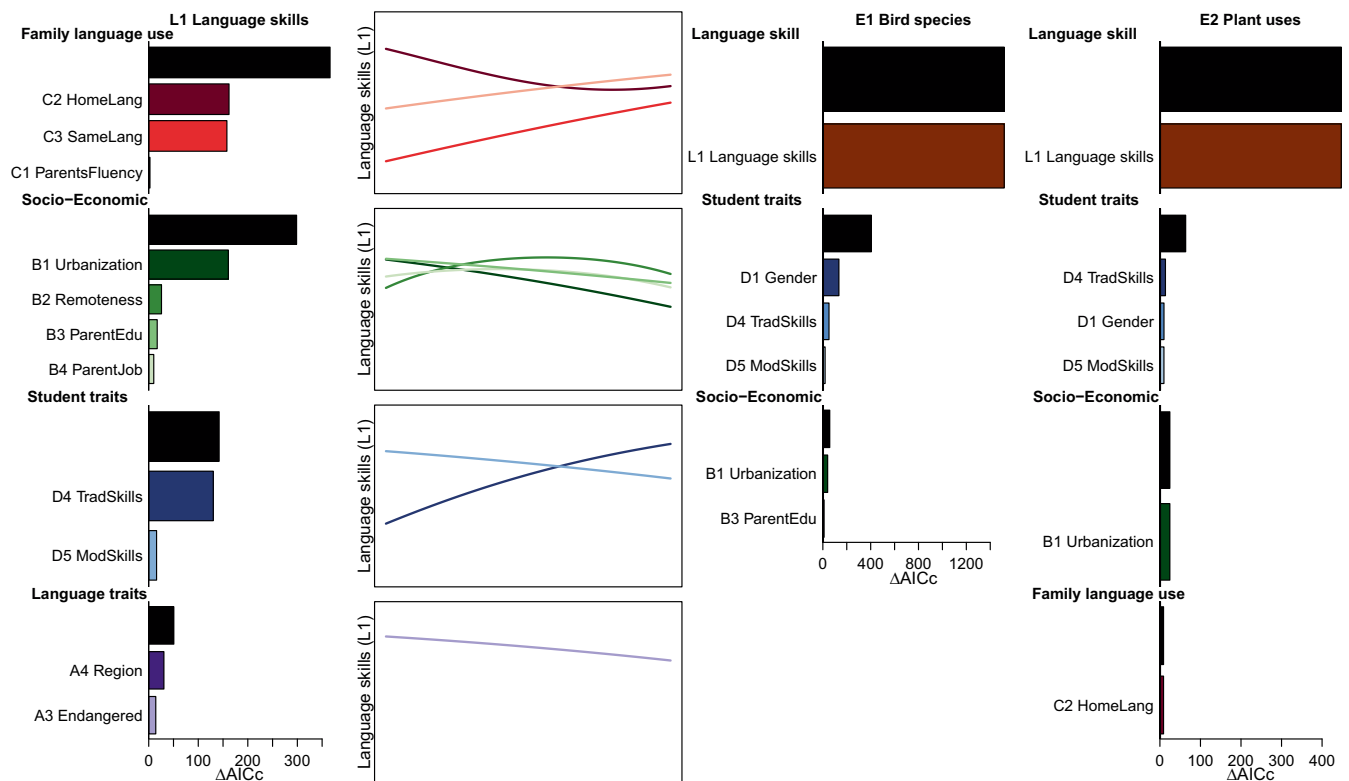 L1 Language skills
Family language use
C2 HomeLang
C3 SameLang
C1 ParentsFluency
Socio−Economic
B1 Urbanization
B2 Remoteness
B3 ParentEdu
B4 ParentJob
Student traits
D4 TradSkills
D5 ModSkills
Language traits
A4 Region
A3 Endangered
0 100 200 300
ΔAICc
Language skills (L1)
Language skills (L1)
Language skills (L1)
Language skills (L1)
E1 Bird species
Language skill
L1 Language skills
Student traits
D1 Gender
D4 TradSkills
D5 ModSkills
Socio−Economic
B1 Urbanization
B3 ParentEdu
0 400 800 1200
ΔAICc
E2 Plant uses
Language skill
L1 Language skills
Student traits
D4 TradSkills
D1 Gender
D5 ModSkills
Socio−Economic
B1 Urbanization
Family language use
C2 HomeLang
0 200 400
ΔAICc